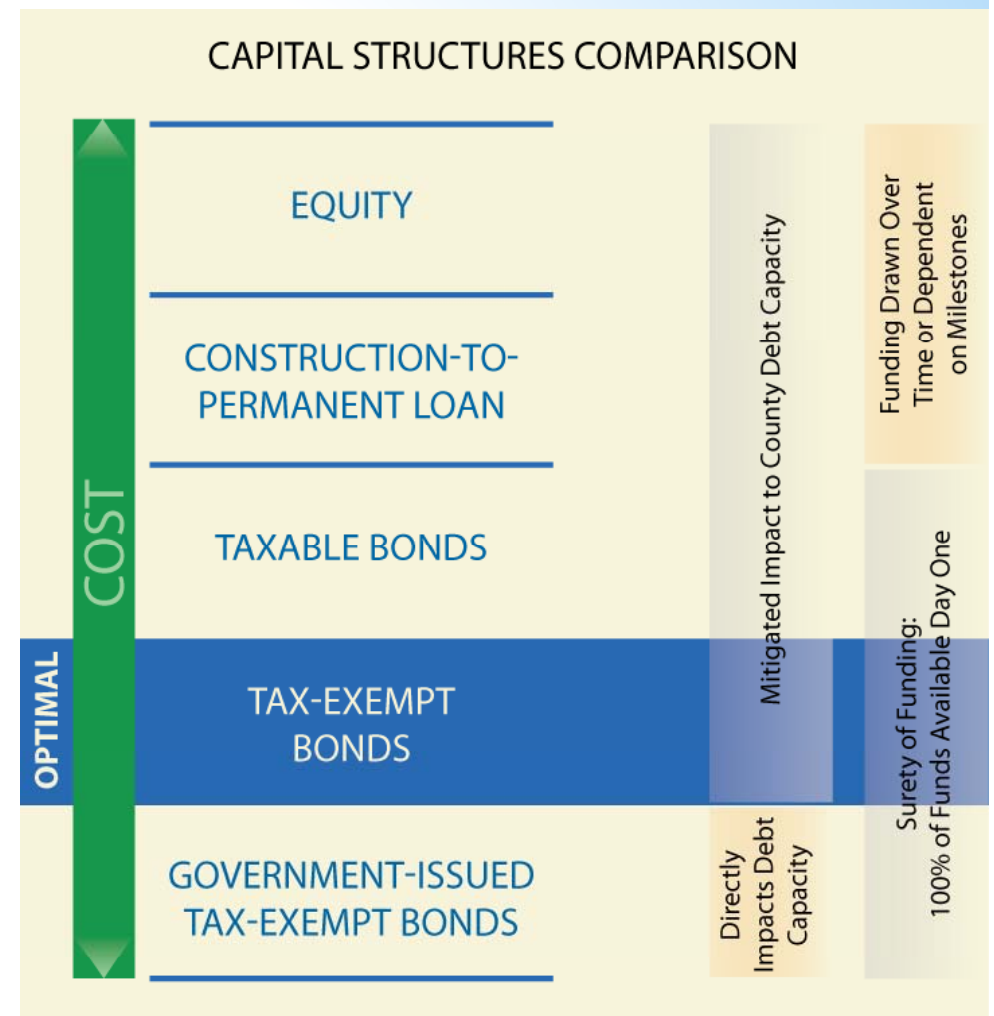 CAPITAL STRUCTURES COMPARISON
COST
OPTIMAL
EQUITY
CONSTRUCTION-TO-
PERMANENT LOAN
TAXABLE BONDS
TAX-EXEMPT
BONDS
GOVERNMENT-ISSUED
TAX-EXEMPT BONDS
Mitigated Impact to County Debt Capacity
Directly
Impacts Debt
Capacity
Funding Drawn Over
Time or Dependent
on Milestones
Surety of Funding:
100% of Funds Available Day One